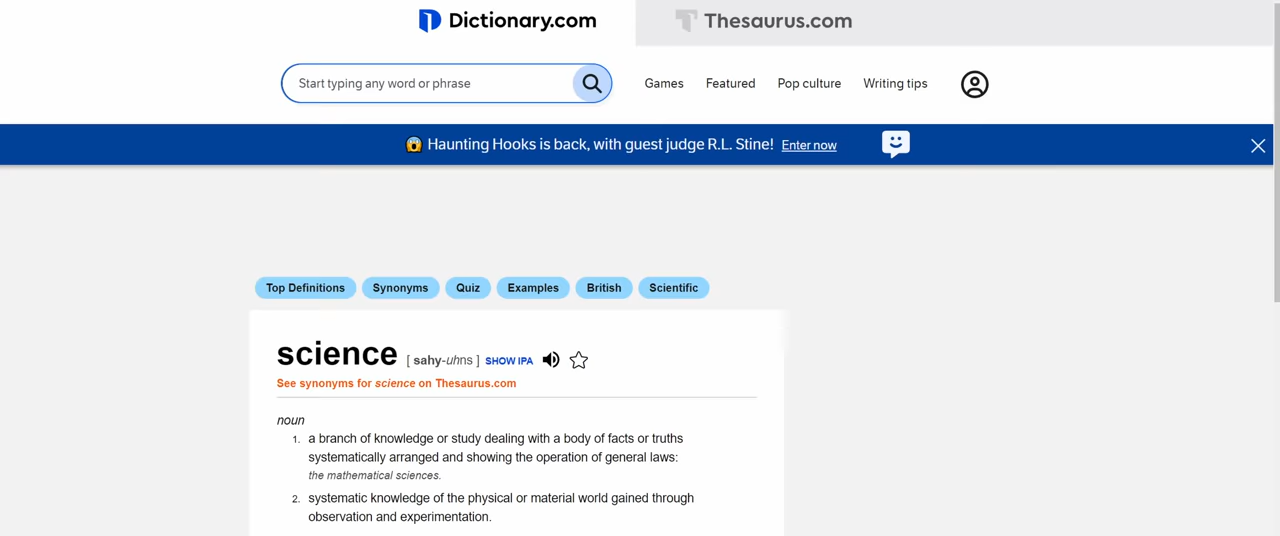 Dictionary.com Thesaurus.com
Start typing any word or phrase Games Featured Pop culture Writing tips
Haunting Hooks is back, with guest judge R.L. Stine! Enter now
Top Definitions Synonyms Quiz Examples British Scientific
science [ sahy-uhns ] SHOW IPA
See synonyms for science on Thesaurus.com
noun
1. a branch of knowledge or study dealing with a body of facts or truths
systematically arranged and showing the operation of general laws:
the mathematical sciences.
2. systematic knowledge of the physical or material world gained through
observation and experimentation.